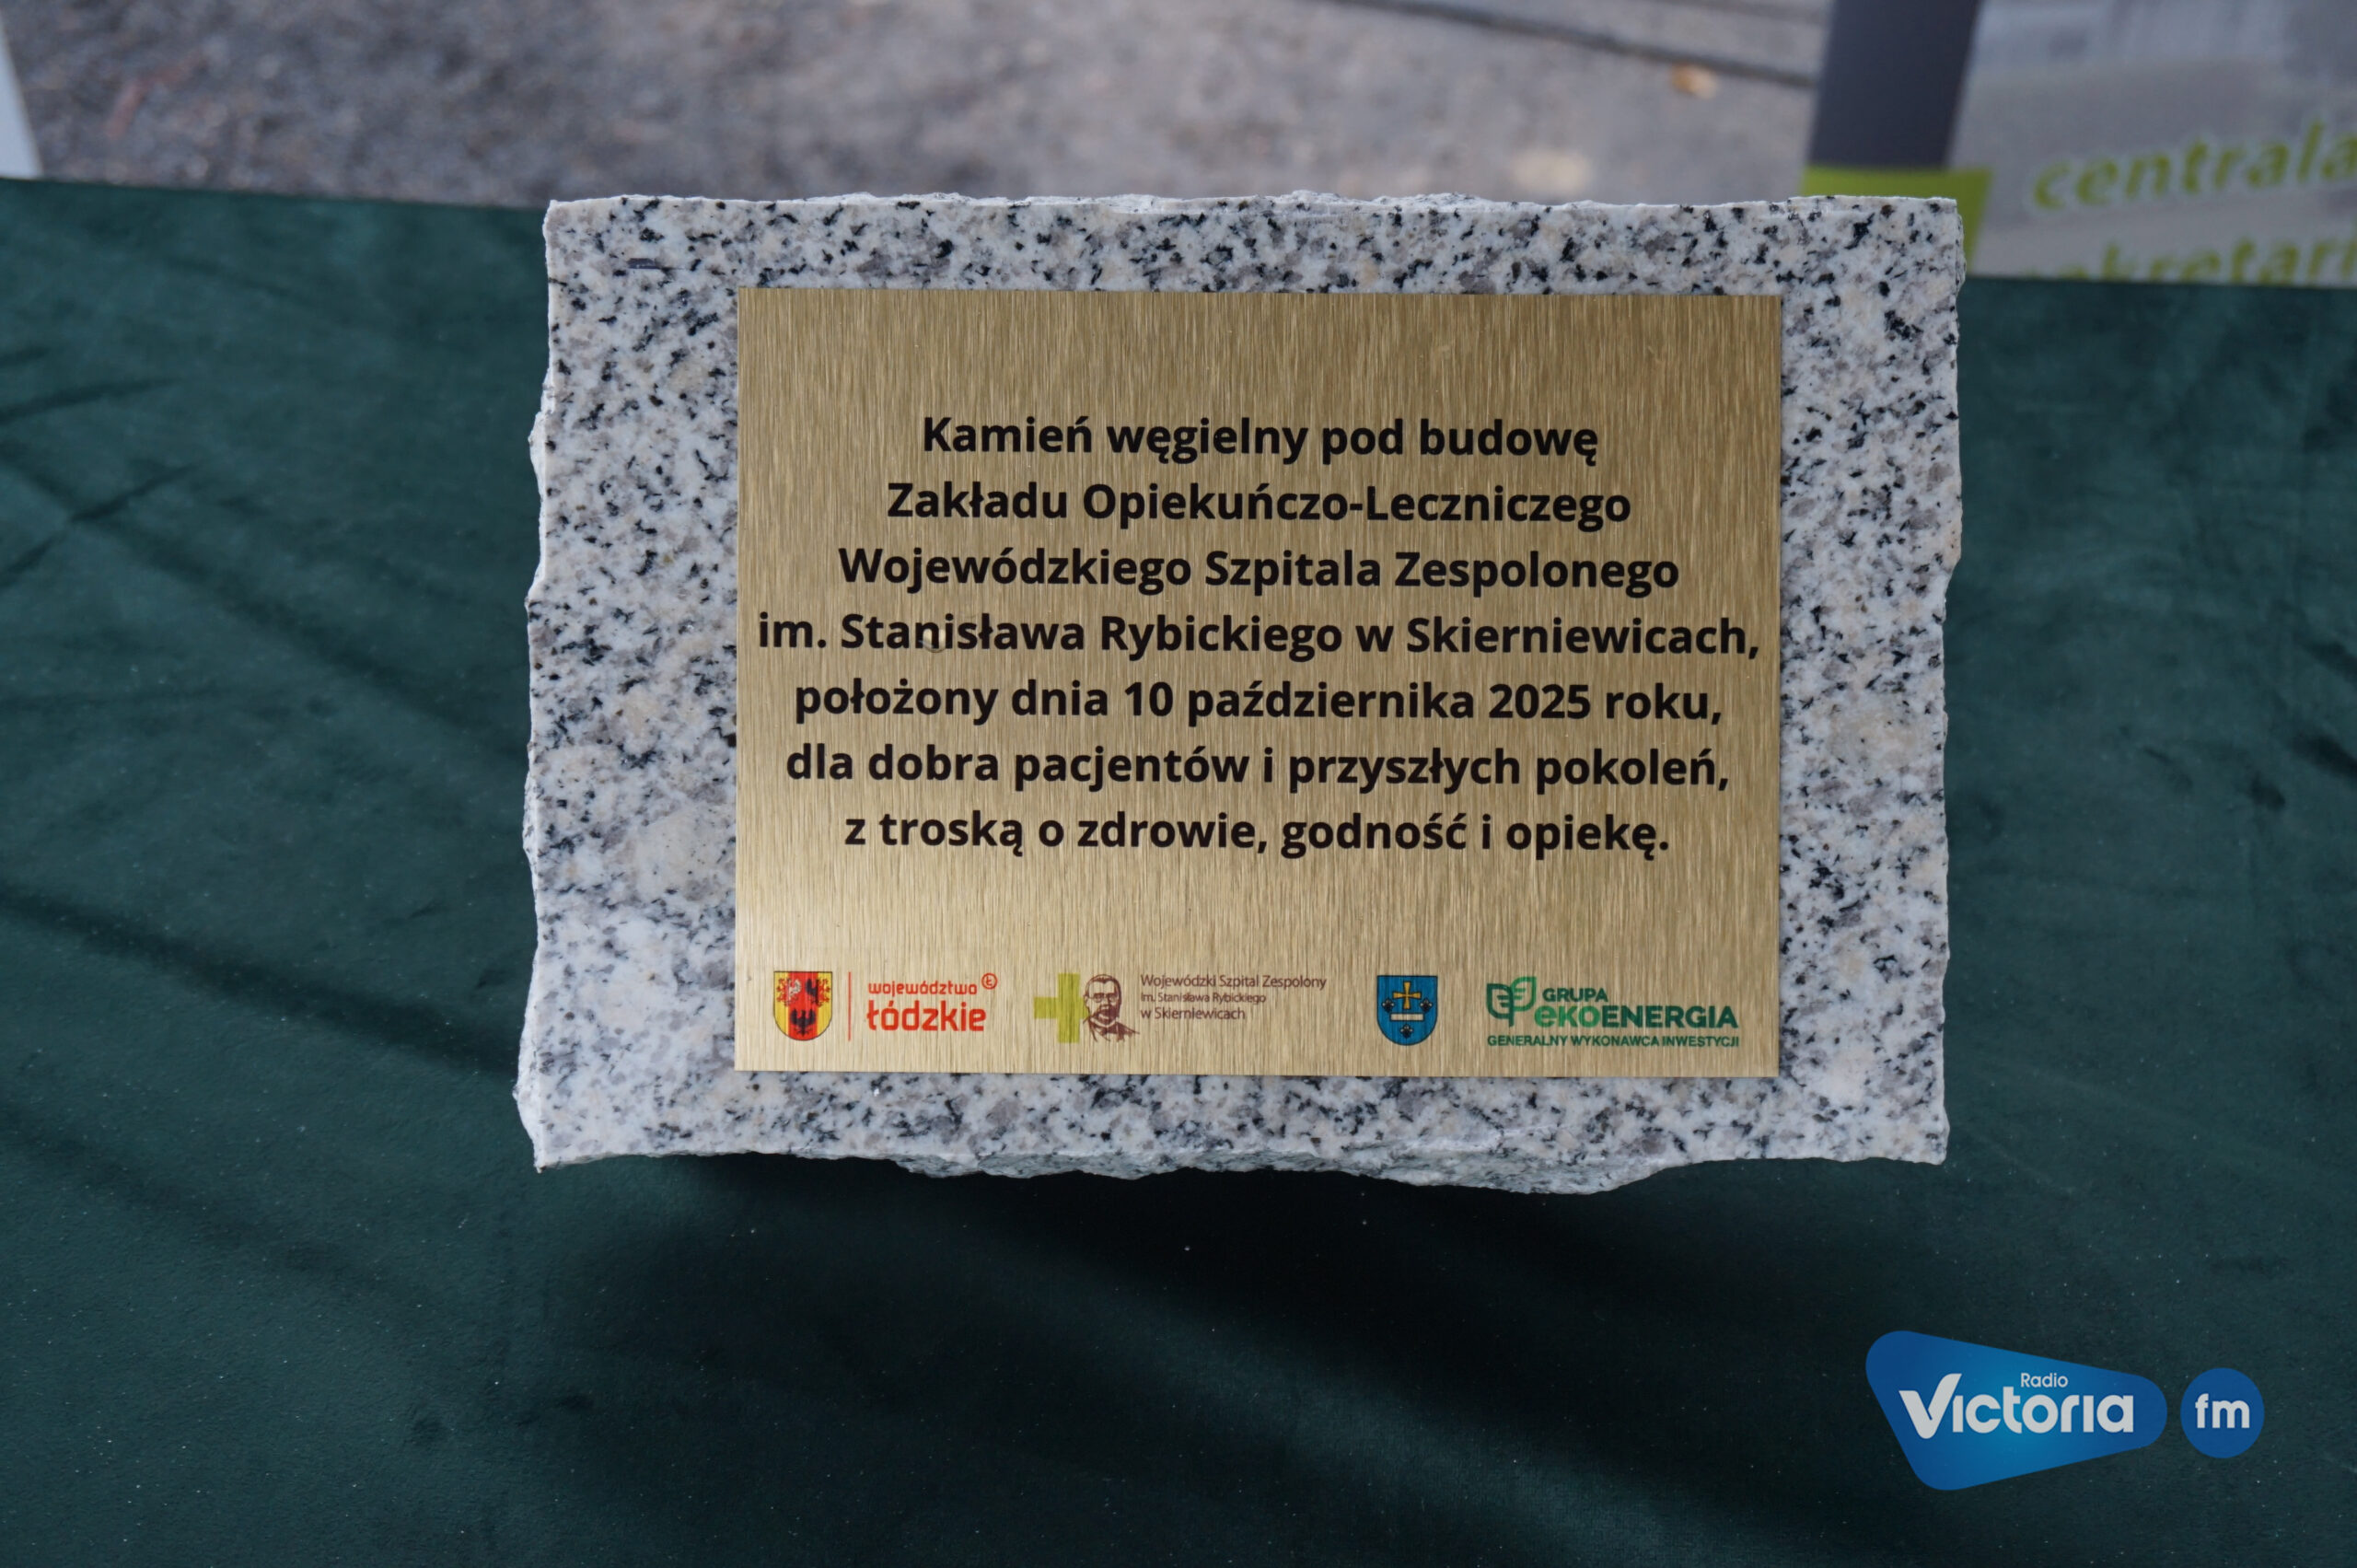 centrala
Kamień węgielny pod budowę
Zakładu Opiekuńczo-Leczniczego
Wojewódzkiego Szpitala Zespolonego
im. Stanisława Rybickiego w Skierniewicach,
położony dnia 10 października 2025 roku,
dla dobra pacjentów i przyszłych pokoleń,
z troską o zdrowie, godność i opiekę.
województwo
łódzkie
Wojewódzki Szpital Zespolony
Im. Stanisława Rybickiego
w Skierniewicach
GRUPA
ekoENERGIA
GENERALNY WYKONAWCA INWESTYCJI
Radio
Victoria
fm